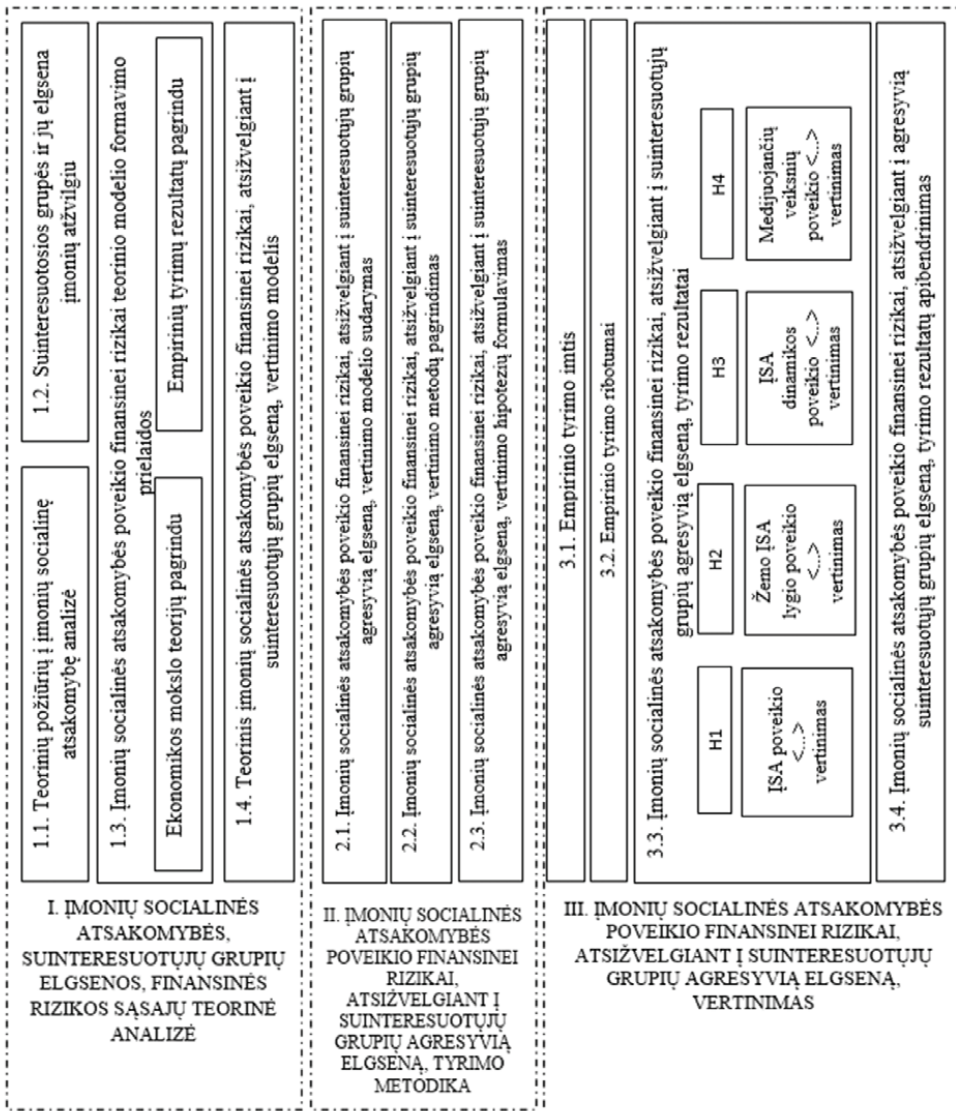 I. ĮMONIŲ SOCIALINĖS
ATSAKOMYBĖS,
SUINTERESUOTŲJŲ GRUPIŲ
ELGSENOS, FINANSINĖS
RIZIKOS SĄSAJŲ TEORINĖ
ANALIZĖ
1.1. Teorinių požiūrių į įmonių socialinę
atsakomybę analizė
1.2. Suinteresuotosios grupės ir jų elgsena
įmonių atžvilgiu
1.3. Įmonių socialinės atsakomybės poveikio finansinei rizikai teorinio modelio formavimo
prielaidos
Ekonomikos mokslo teorijų pagrindu
Empirinių tyrimų rezultatų pagrindu
1.4. Teorinis įmonių socialinės atsakomybės poveikio finansinei rizikai, atsižvelgiant į
suinteresuotųjų grupių elgseną, vertinimo modelis
II. ĮMONIŲ SOCIALINĖS
ATSAKOMYBĖS
POVEIKIO FINANSINEI
RIZIKAI,
ATSIŽVELGIANT Į
SUINTERESUOTŲJŲ
GRUPIŲ AGRESYVIĄ
ELGSENĄ, TYRIMO
METODIKA
2.1. Įmonių socialinės atsakomybės poveikio finansinei rizikai, atsižvelgiant į suinteresuotųjų grupių
agresyvią elgseną, vertinimo modelio sudarymas
2.2. Įmonių socialinės atsakomybės poveikio finansinei rizikai, atsižvelgiant į suinteresuotųjų grupių
agresyvią elgseną, vertinimo metodų pagrindimas
2.3. Įmonių socialinės atsakomybės poveikio finansinei rizikai, atsižvelgiant į suinteresuotųjų grupių
agresyvią elgseną, vertinimo hipotezių formulavimas
III. ĮMONIŲ SOCIALINĖS ATSAKOMYBĖS
POVEIKIO FINANSINEI RIZIKAI,
ATSIŽVELGIANT Į SUINTERESUOTŲJŲ
GRUPIŲ AGRESYVIĄ ELGSENĄ,
VERTINIMAS
3.1. Empirinio tyrimo imtis
3.2. Empirinio tyrimo ribotumai
3.3. Įmonių socialinės atsakomybės poveikio finansinei rizikai, atsižvelgiant į suinteresuotųjų
grupių agresyvią elgseną, tyrimo rezultatai
H1
ĮSA poveikio
<...>
vertinimas
H2
Žemo ĮSA
lygio poveikio
<...>
vertinimas
H3
ĮSA
dinamikos
poveikio <...>
vertinimas
H4
Medijuojančių
veiksnių
poveikio <...>
vertinimas
3.4. Įmonių socialinės atsakomybės poveikio finansinei rizikai, atsižvelgiant į agresyvią
suinteresuotųjų grupių elgseną, tyrimo rezultatų apibendrinimas